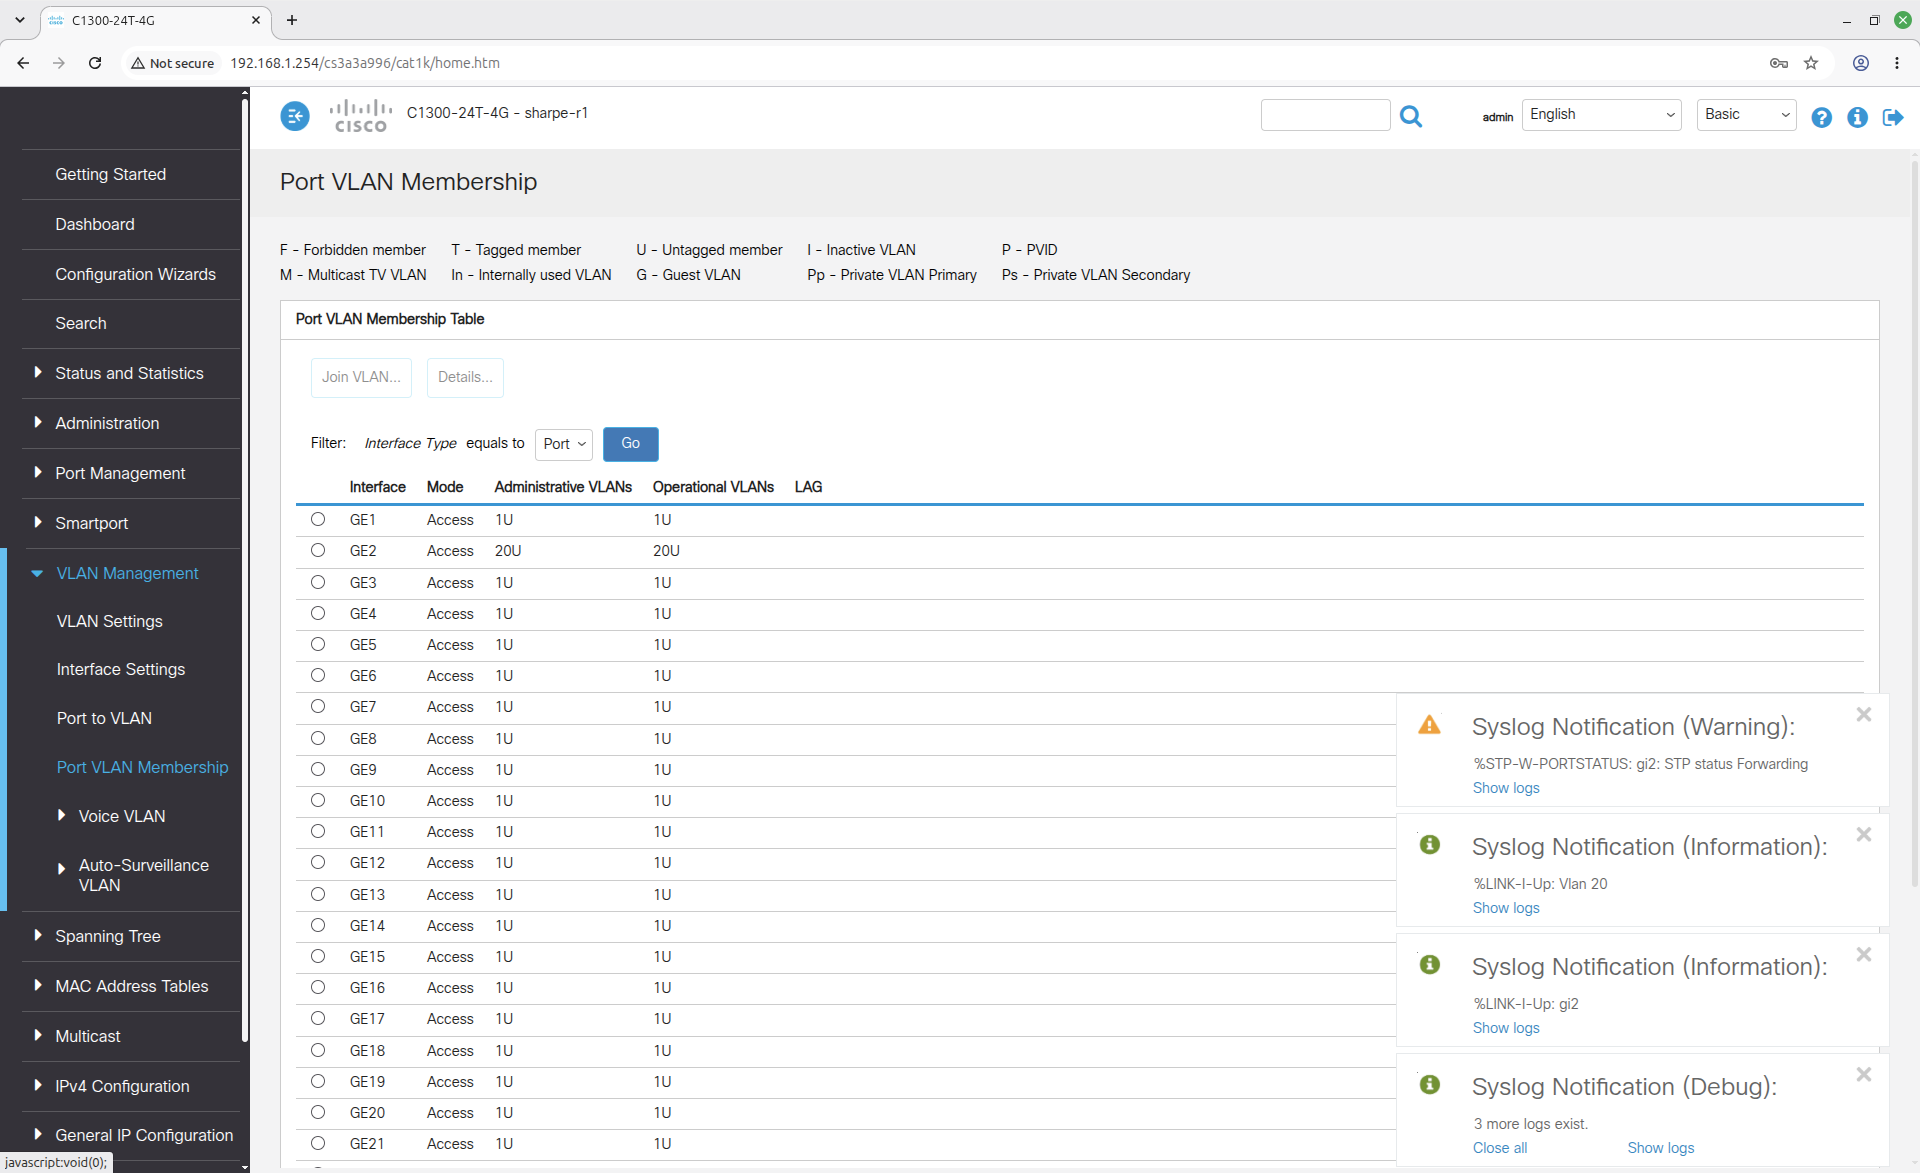 C1300-24T-4G
Not secure 192.168.1.254/cs3a3a996/cat1k/home.htm
CISCO
C1300-24T-4G - sharpe-r1
admin English Basic
Getting Started
Dashboard
Configuration Wizards
Search
Status and Statistics
Administration
Port Management
Smartport
VLAN Management
VLAN Settings
Interface Settings
Port to VLAN
Port VLAN Membership
Voice VLAN
Auto-Surveillance
VLAN
Spanning Tree
MAC Address Tables
Multicast
IPv4 Configuration
General IP Configuration
javascript:void(0);
Port VLAN Membership
F - Forbidden member T - Tagged member U - Untagged member I - Inactive VLAN P - PVID
M - Multicast TV VLAN In - Internally used VLAN G - Guest VLAN Pp - Private VLAN Primary Ps - Private VLAN Secondary
Port VLAN Membership Table
Join VLAN... Details...
Filter: Interface Type equals to Port Go
Interface Mode Administrative VLANs Operational VLANs LAG
GE1 Access 1U 1U
GE2 Access 20U 20U
GE3 Access 1U 1U
GE4 Access 1U 1U
GE5 Access 1U 1U
GE6 Access 1U 1U
GE7 Access 1U 1U
GE8 Access 1U 1U
GE9 Access 1U 1U
GE10 Access 1U 1U
GE11 Access 1U 1U
GE12 Access 1U 1U
GE13 Access 1U 1U
GE14 Access 1U 1U
GE15 Access 1U 1U
GE16 Access 1U 1U
GE17 Access 1U 1U
GE18 Access 1U 1U
GE19 Access 1U 1U
GE20 Access 1U 1U
GE21 Access 1U 1U
Syslog Notification (Warning):
%STP-W-PORTSTATUS: gi2: STP status Forwarding
Show logs
Syslog Notification (Information):
%LINK-I-Up: Vlan 20
Show logs
Syslog Notification (Information):
%LINK-I-Up: gi2
Show logs
Syslog Notification (Debug):
3 more logs exist.
Close all Show logs